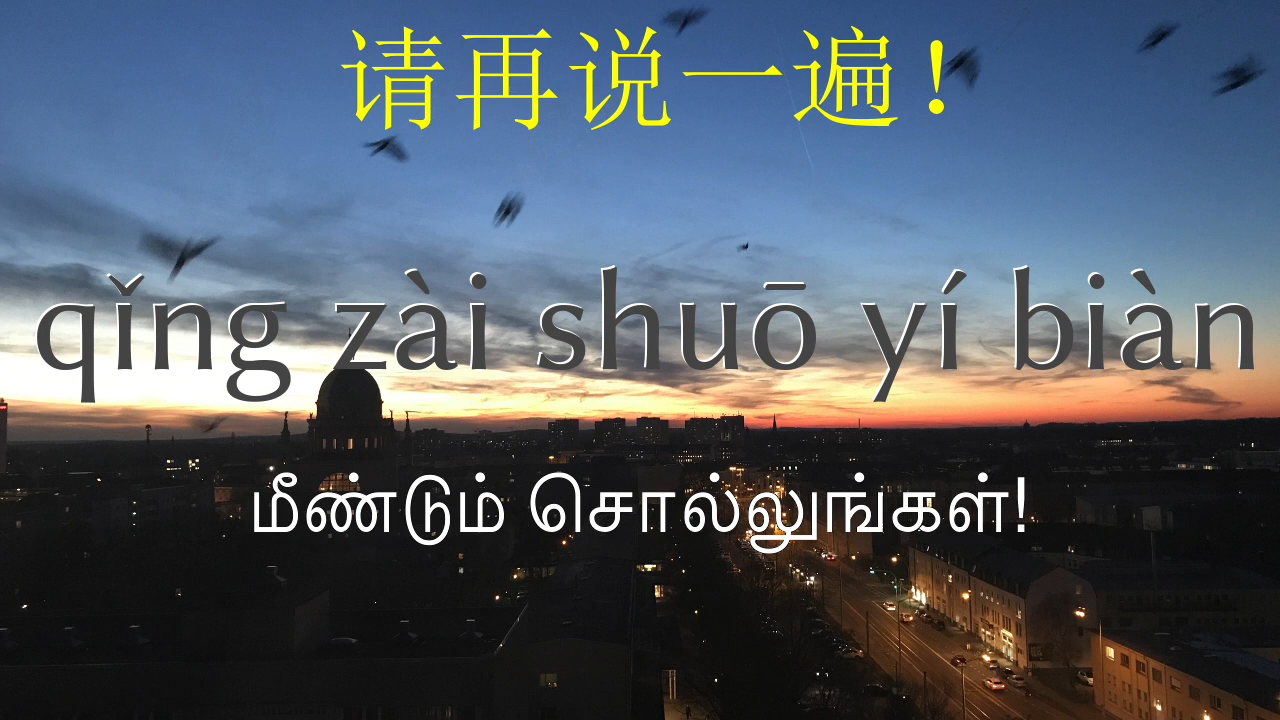 请再说一遍！
qǐng zài shuō yí biàn
மீண்டும் சொல்லுங்கள்!